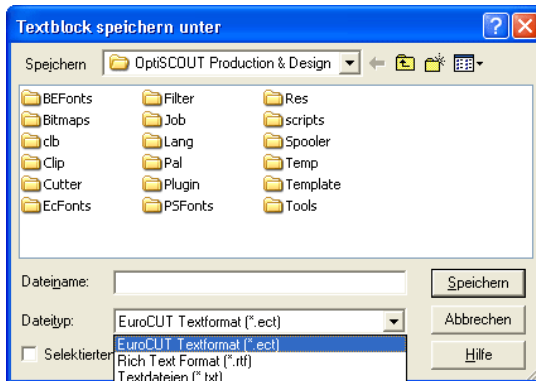 Textblock speichern unter
Speichern OptiSCOUT Production & Design
BEFonts Filter Res
Bitmaps Job scripts
clb Lang Spooler
Clip Pal Temp
Cutter Plugin Template
EcFonts PSFonts Tools
Dateiname: Speichern
Dateityp: EuroCUT Textformat (*.ect) Abbrechen
EuroCUT Textformat (*.ect)
Selektierter Rich Text Format (*.rtf) Hilfe
Textdateien (*.txt)